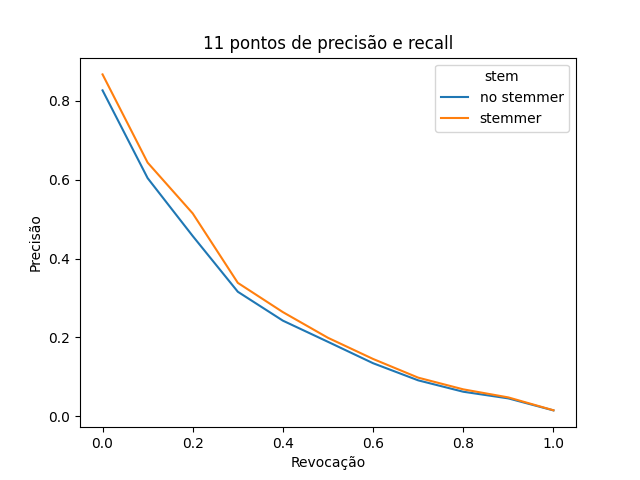 11 pontos de precisão e recall
stem
no stemmer
stemmer
Precisão
0.8
0.6
0.4
0.2
0.0
0.0 0.2 0.4 0.6 0.8 1.0
Revocação